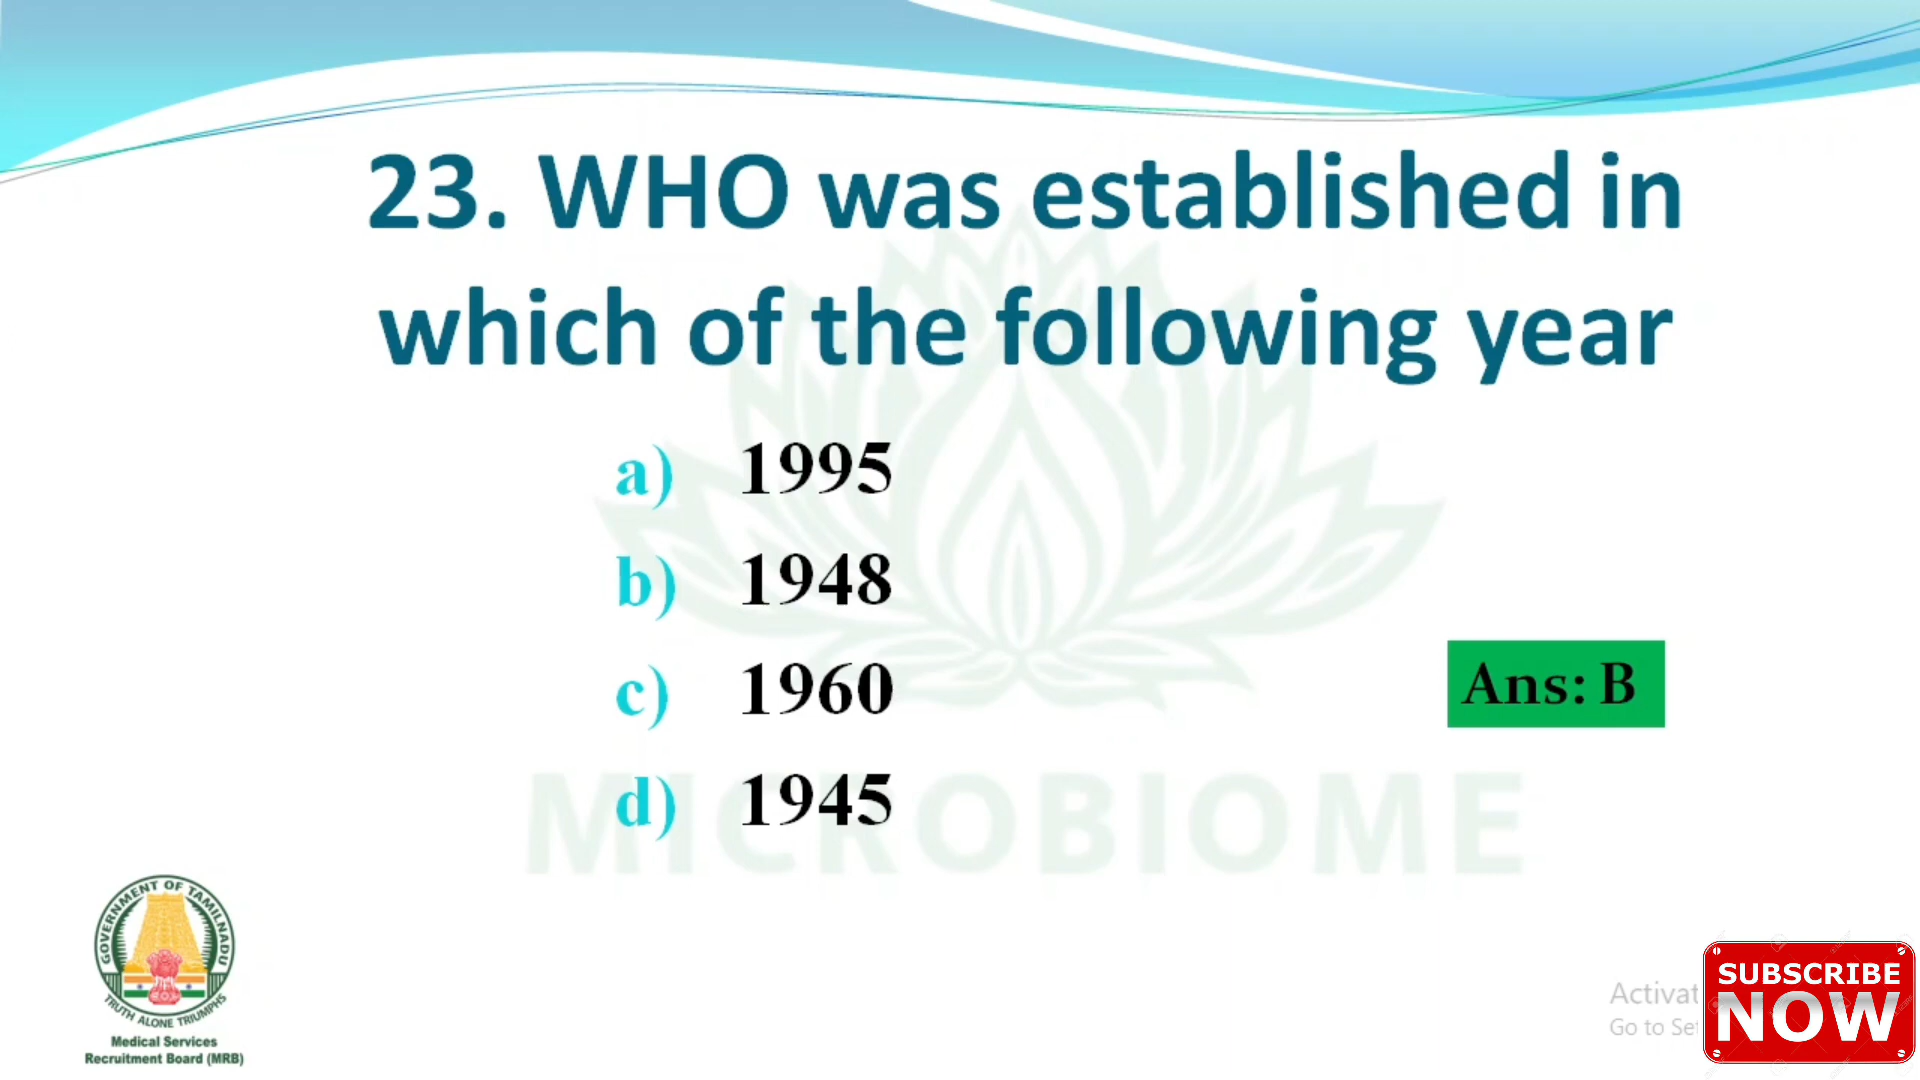 23. WHO was established in
which of the following year
a) 1995
b) 1948
c) 1960
Ans: B
d) 1945
MICROBIOME
GOVERNMENT OF TAMILNADU
TRUTH ALONE TRIUMPHS
Medical Services
Recruitment Board (MRB)
Activat
Go to Set
SUBSCRIBE
NOW